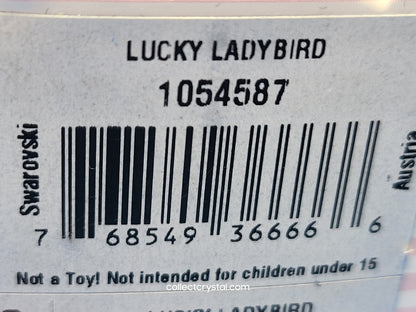 LUCKY LADYBIRD
1054587
Swarovski
Austria
7 68549 36666 6
Not a Toy! Not intended for children under 15
collectcrystal.com
LADYBIRD